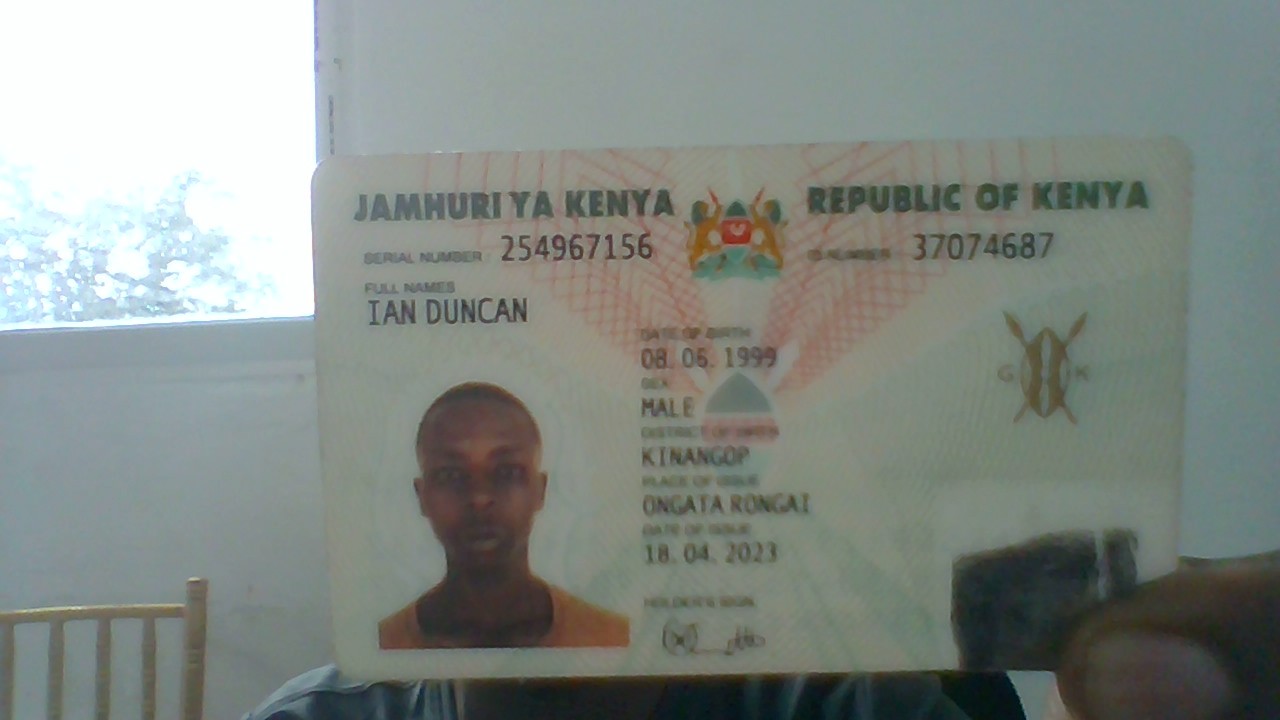 JAMHURI YA KENYA REPUBLIC OF KENYA
SERIAL NUMBER 254967156 ID NUMBER 37074687
FULL NAMES
IAN DUNCAN
DATE OF BIRTH
08. 06. 1999
SEX
MALE
DISTRICT OF BIRTH
KINANGOP
PLACE OF ISSUE
ONGATA RONGAI
DATE OF ISSUE
18. 04. 2023
HOLDER'S SIGN.
G K